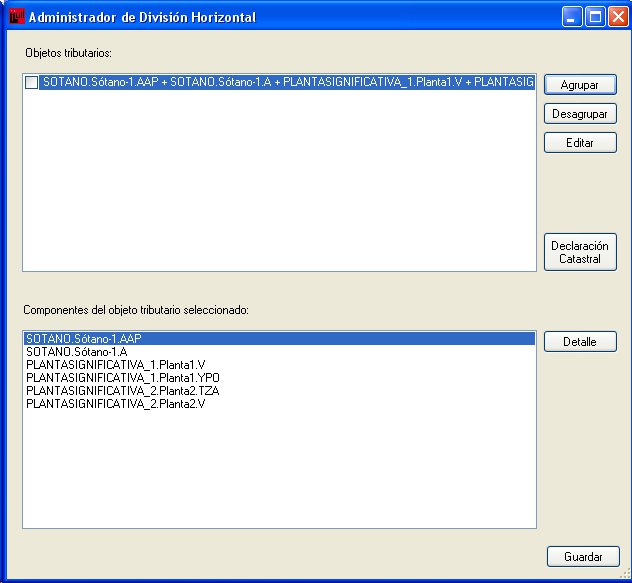 Administrador de División Horizontal
Objetos tributarios:
SOTANO.Sótano-1.AAP + SOTANO.Sótano-1.A + PLANTASIGNIFICATIVA_1.Planta1.V + PLANTASIG
Agrupar
Desagrupar
Editar
Declaración
Catastral
Componentes del objeto tributario seleccionado:
SOTANO.Sótano-1.AAP
SOTANO.Sótano-1.A
PLANTASIGNIFICATIVA_1.Planta1.V
PLANTASIGNIFICATIVA_1.Planta1.YPO
PLANTASIGNIFICATIVA_2.Planta2.TZA
PLANTASIGNIFICATIVA_2.Planta2.V
Detalle
Guardar